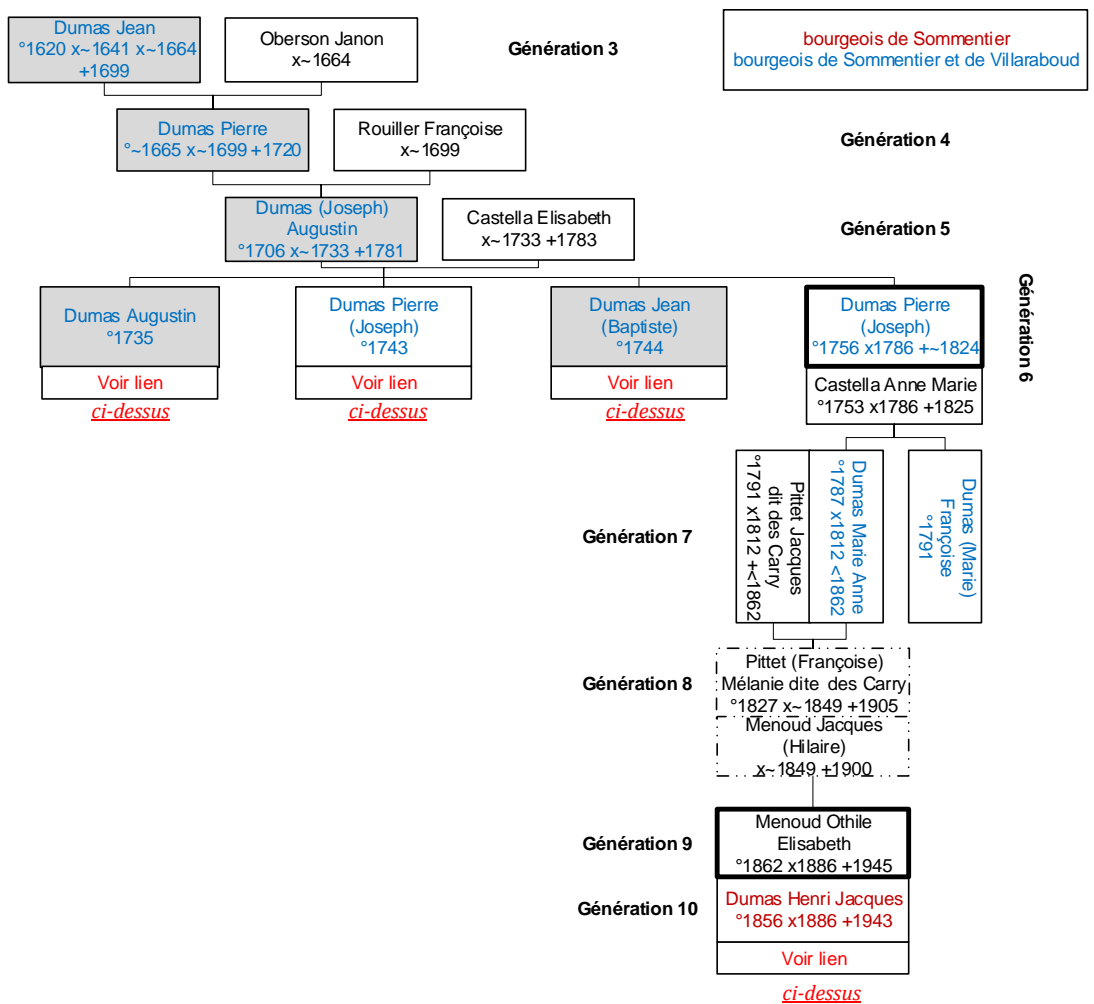 Dumas Jean
°1620 x~1641 x~1664
+1699
Oberson Janon
x~1664
Génération 3
bourgeois de Sommentier
bourgeois de Sommentier et de Villaraboud
Dumas Pierre
°~1665 x~1699 +1720
Rouiller Françoise
x~1699
Génération 4
Dumas (Joseph)
Augustin
°1706 x~1733 +1781
Castella Elisabeth
x~1733 +1783
Génération 5
Génération 6
Dumas Augustin
°1735
Voir lien
ci-dessus
Dumas Pierre
(Joseph)
°1743
Voir lien
ci-dessus
Dumas Jean
(Baptiste)
°1744
Voir lien
ci-dessus
Dumas Pierre
(Joseph)
°1756 x1786 +~1824
Castella Anne Marie
°1753 x1786 +1825
Génération 7
Pittet Jacques
dit des Carry
°1791 x1812 +<1862
Dumas Marie Anne
°1787 x1812 <1862
Dumas (Marie)
Françoise
°1791
Génération 8
Pittet (Françoise)
Mélanie dite des Carry
°1827 x~1849 +1905
Menoud Jacques
(Hilaire)
x~1849 +1900
Génération 9
Menoud Othile
Elisabeth
°1862 x1886 +1945
Génération 10
Dumas Henri Jacques
°1856 x1886 +1943
Voir lien
ci-dessus